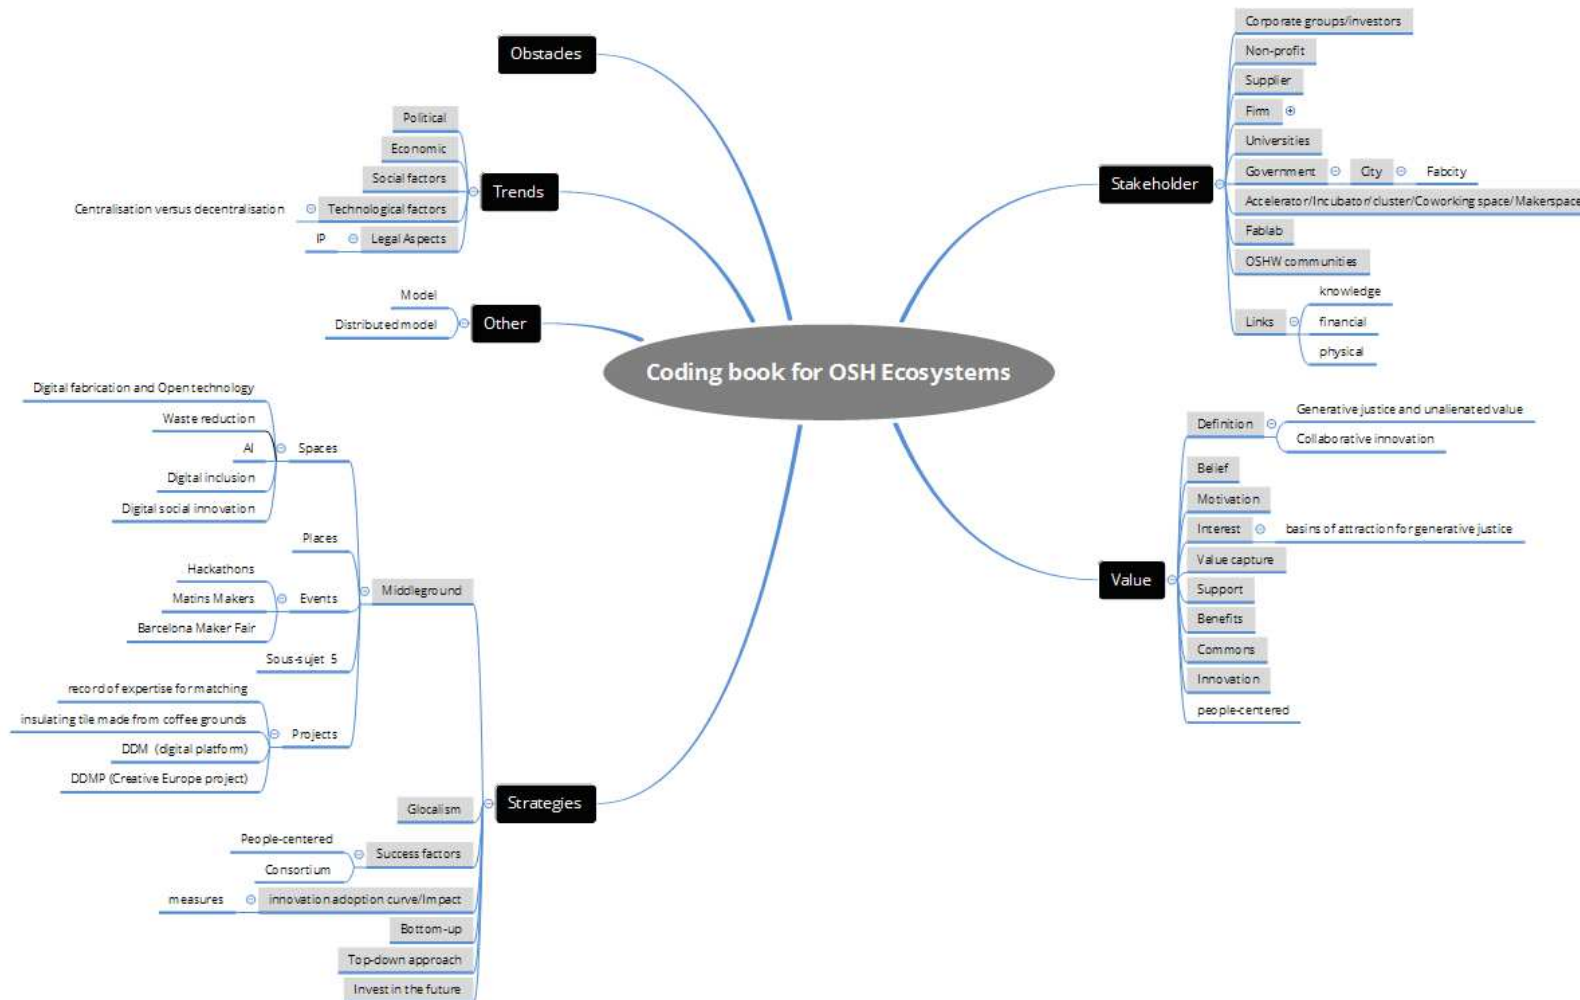 Obstacles
Political
Economic
Social factors
Trends
Centralisation versus decentralisation
Technological factors
IP
Legal Aspects
Model
Other
Distributed model
Coding book for OSH Ecosystems
Corporate groups/investors
Non-profit
Supplier
Firm
Universities
Stakeholder
Government
City
Fabcity
Accelerator/Incubator/cluster/Coworking space/Makerspace
Fablab
OSHW communities
knowledge
Links
financial
physical
Digital fabrication and Open technology
Waste reduction
Spaces
AI
Digital inclusion
Digital social innovation
Places
Hackathons
Middleground
Matins Makers
Events
Barcelona Maker Fair
Sous-sujet 5
record of expertise for matching
insulating tile made from coffee grounds
Projects
DDM (digital platform)
DDMP (Creative Europe project)
Strategies
Glocalism
People-centered
Success factors
Consortium
measures
innovation adoption curve/Impact
Bottom-up
Top-down approach
Invest in the future
Definition
Generative justice and unalienated value
Collaborative innovation
Belief
Motivation
Interest
basins of attraction for generative justice
Value capture
Value
Support
Benefits
Commons
Innovation
people-centered